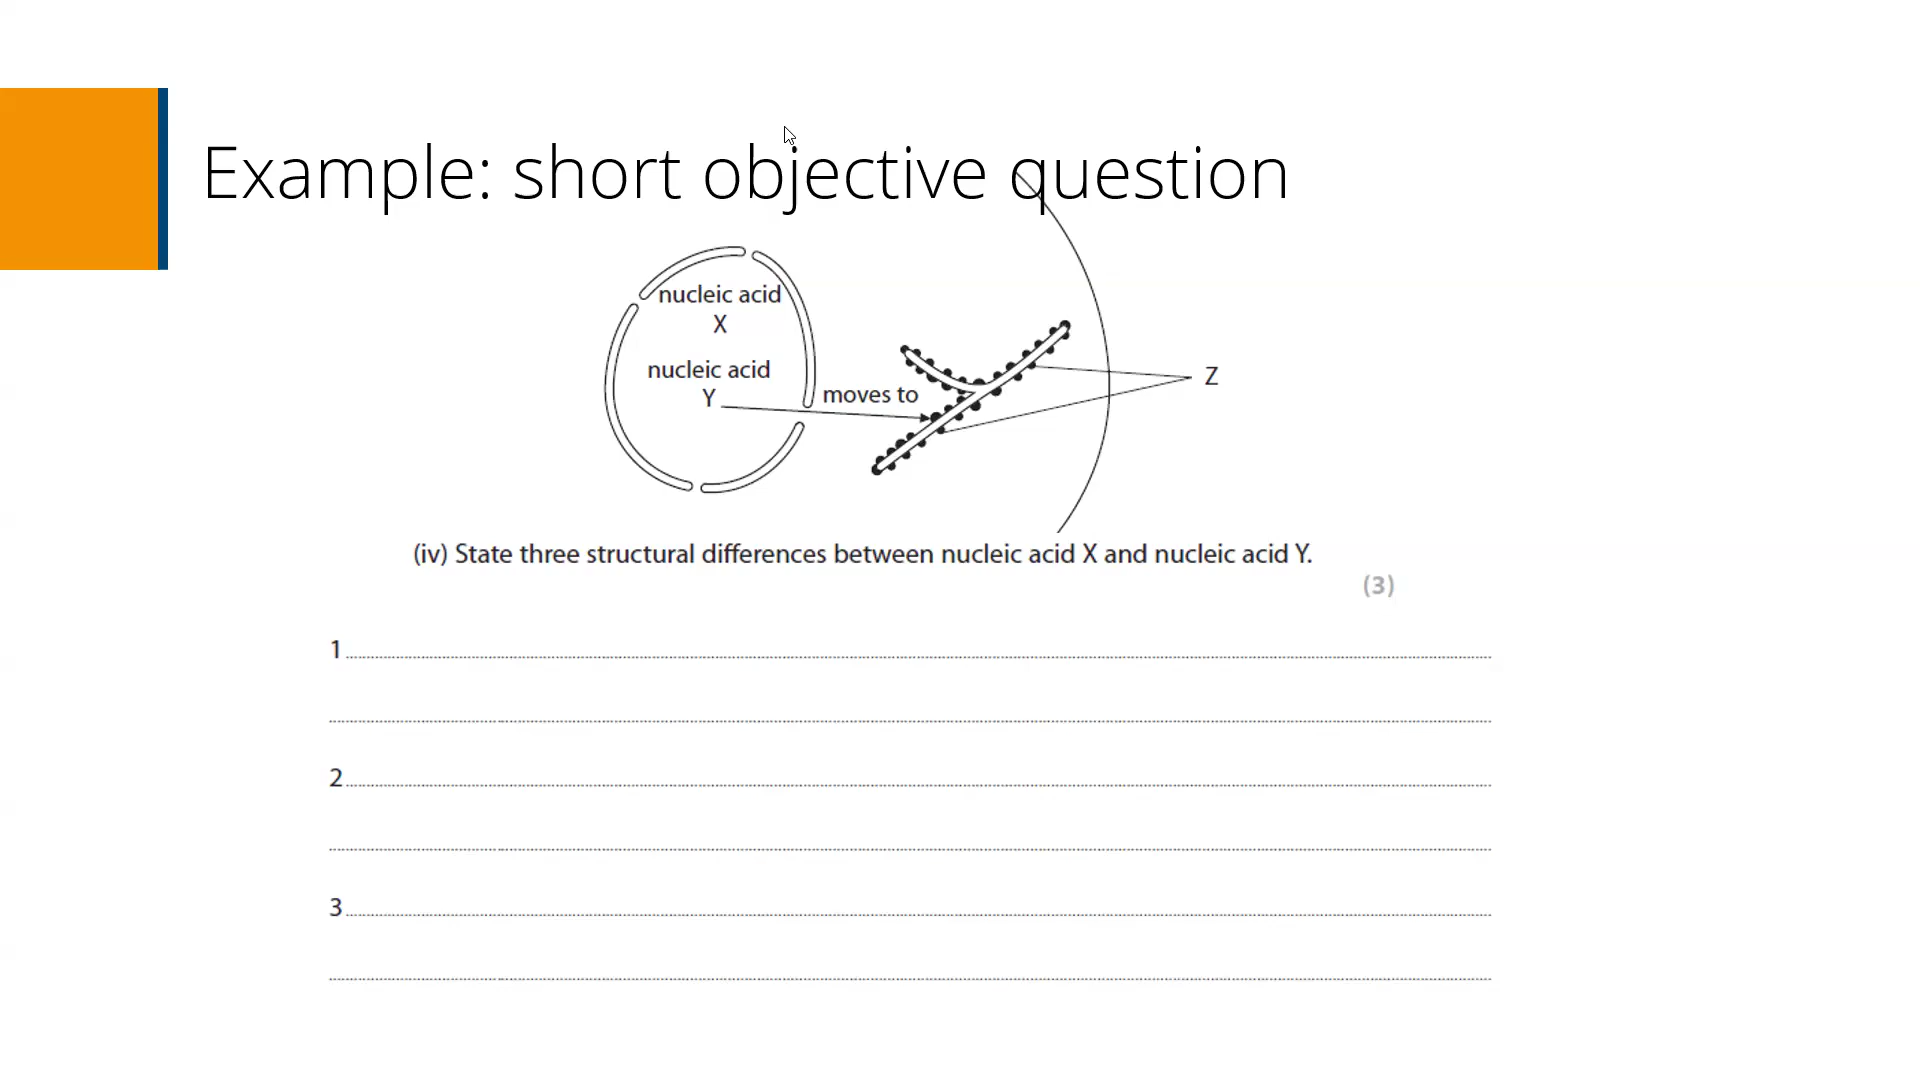 Example: short objective question
nucleic acid
X
nucleic acid
Y
moves to
Z
(iv) State three structural differences between nucleic acid X and nucleic acid Y.
(3)
1
2
3